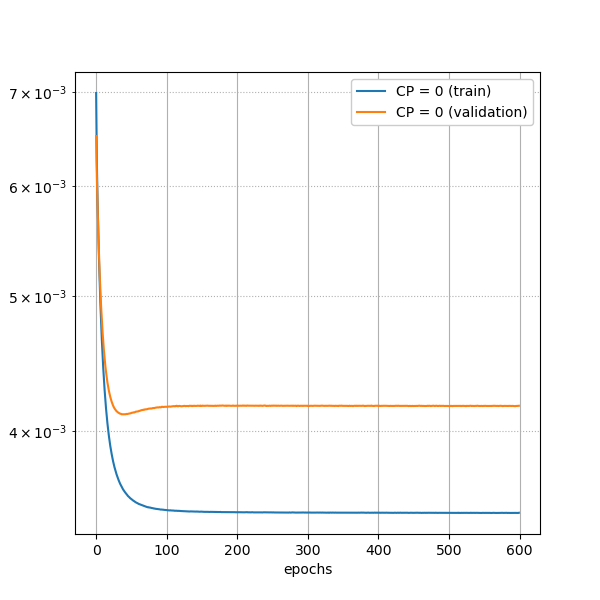 CP = 0 (train)
CP = 0 (validation)
7 × 10⁻³
6 × 10⁻³
5 × 10⁻³
4 × 10⁻³
0 100 200 300 400 500 600
epochs